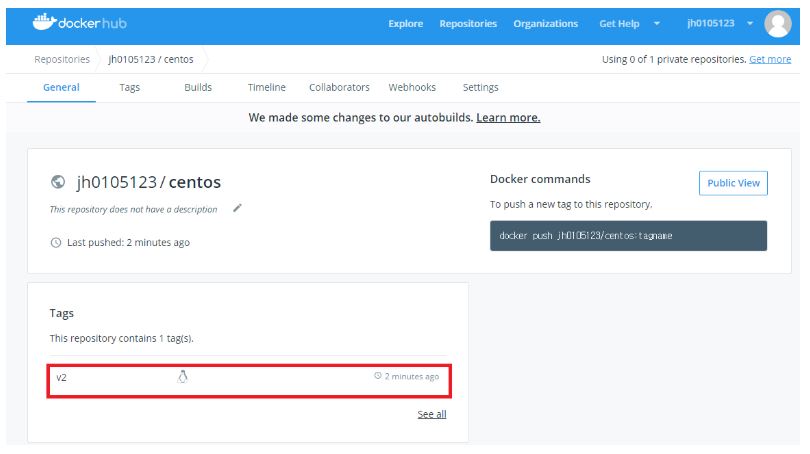 dockerhub Explore Repositories Organizations Get Help jh0105123
Repositories jh0105123 / centos Using 0 of 1 private repositories. Get more
General Tags Builds Timeline Collaborators Webhooks Settings
We made some changes to our autobuilds. Learn more.
jh0105123 / centos
This repository does not have a description
Last pushed: 2 minutes ago
Docker commands
Public View
To push a new tag to this repository.
docker push jh0105123/centos:tagname
Tags
This repository contains 1 tag(s).
v2 2 minutes ago
See all